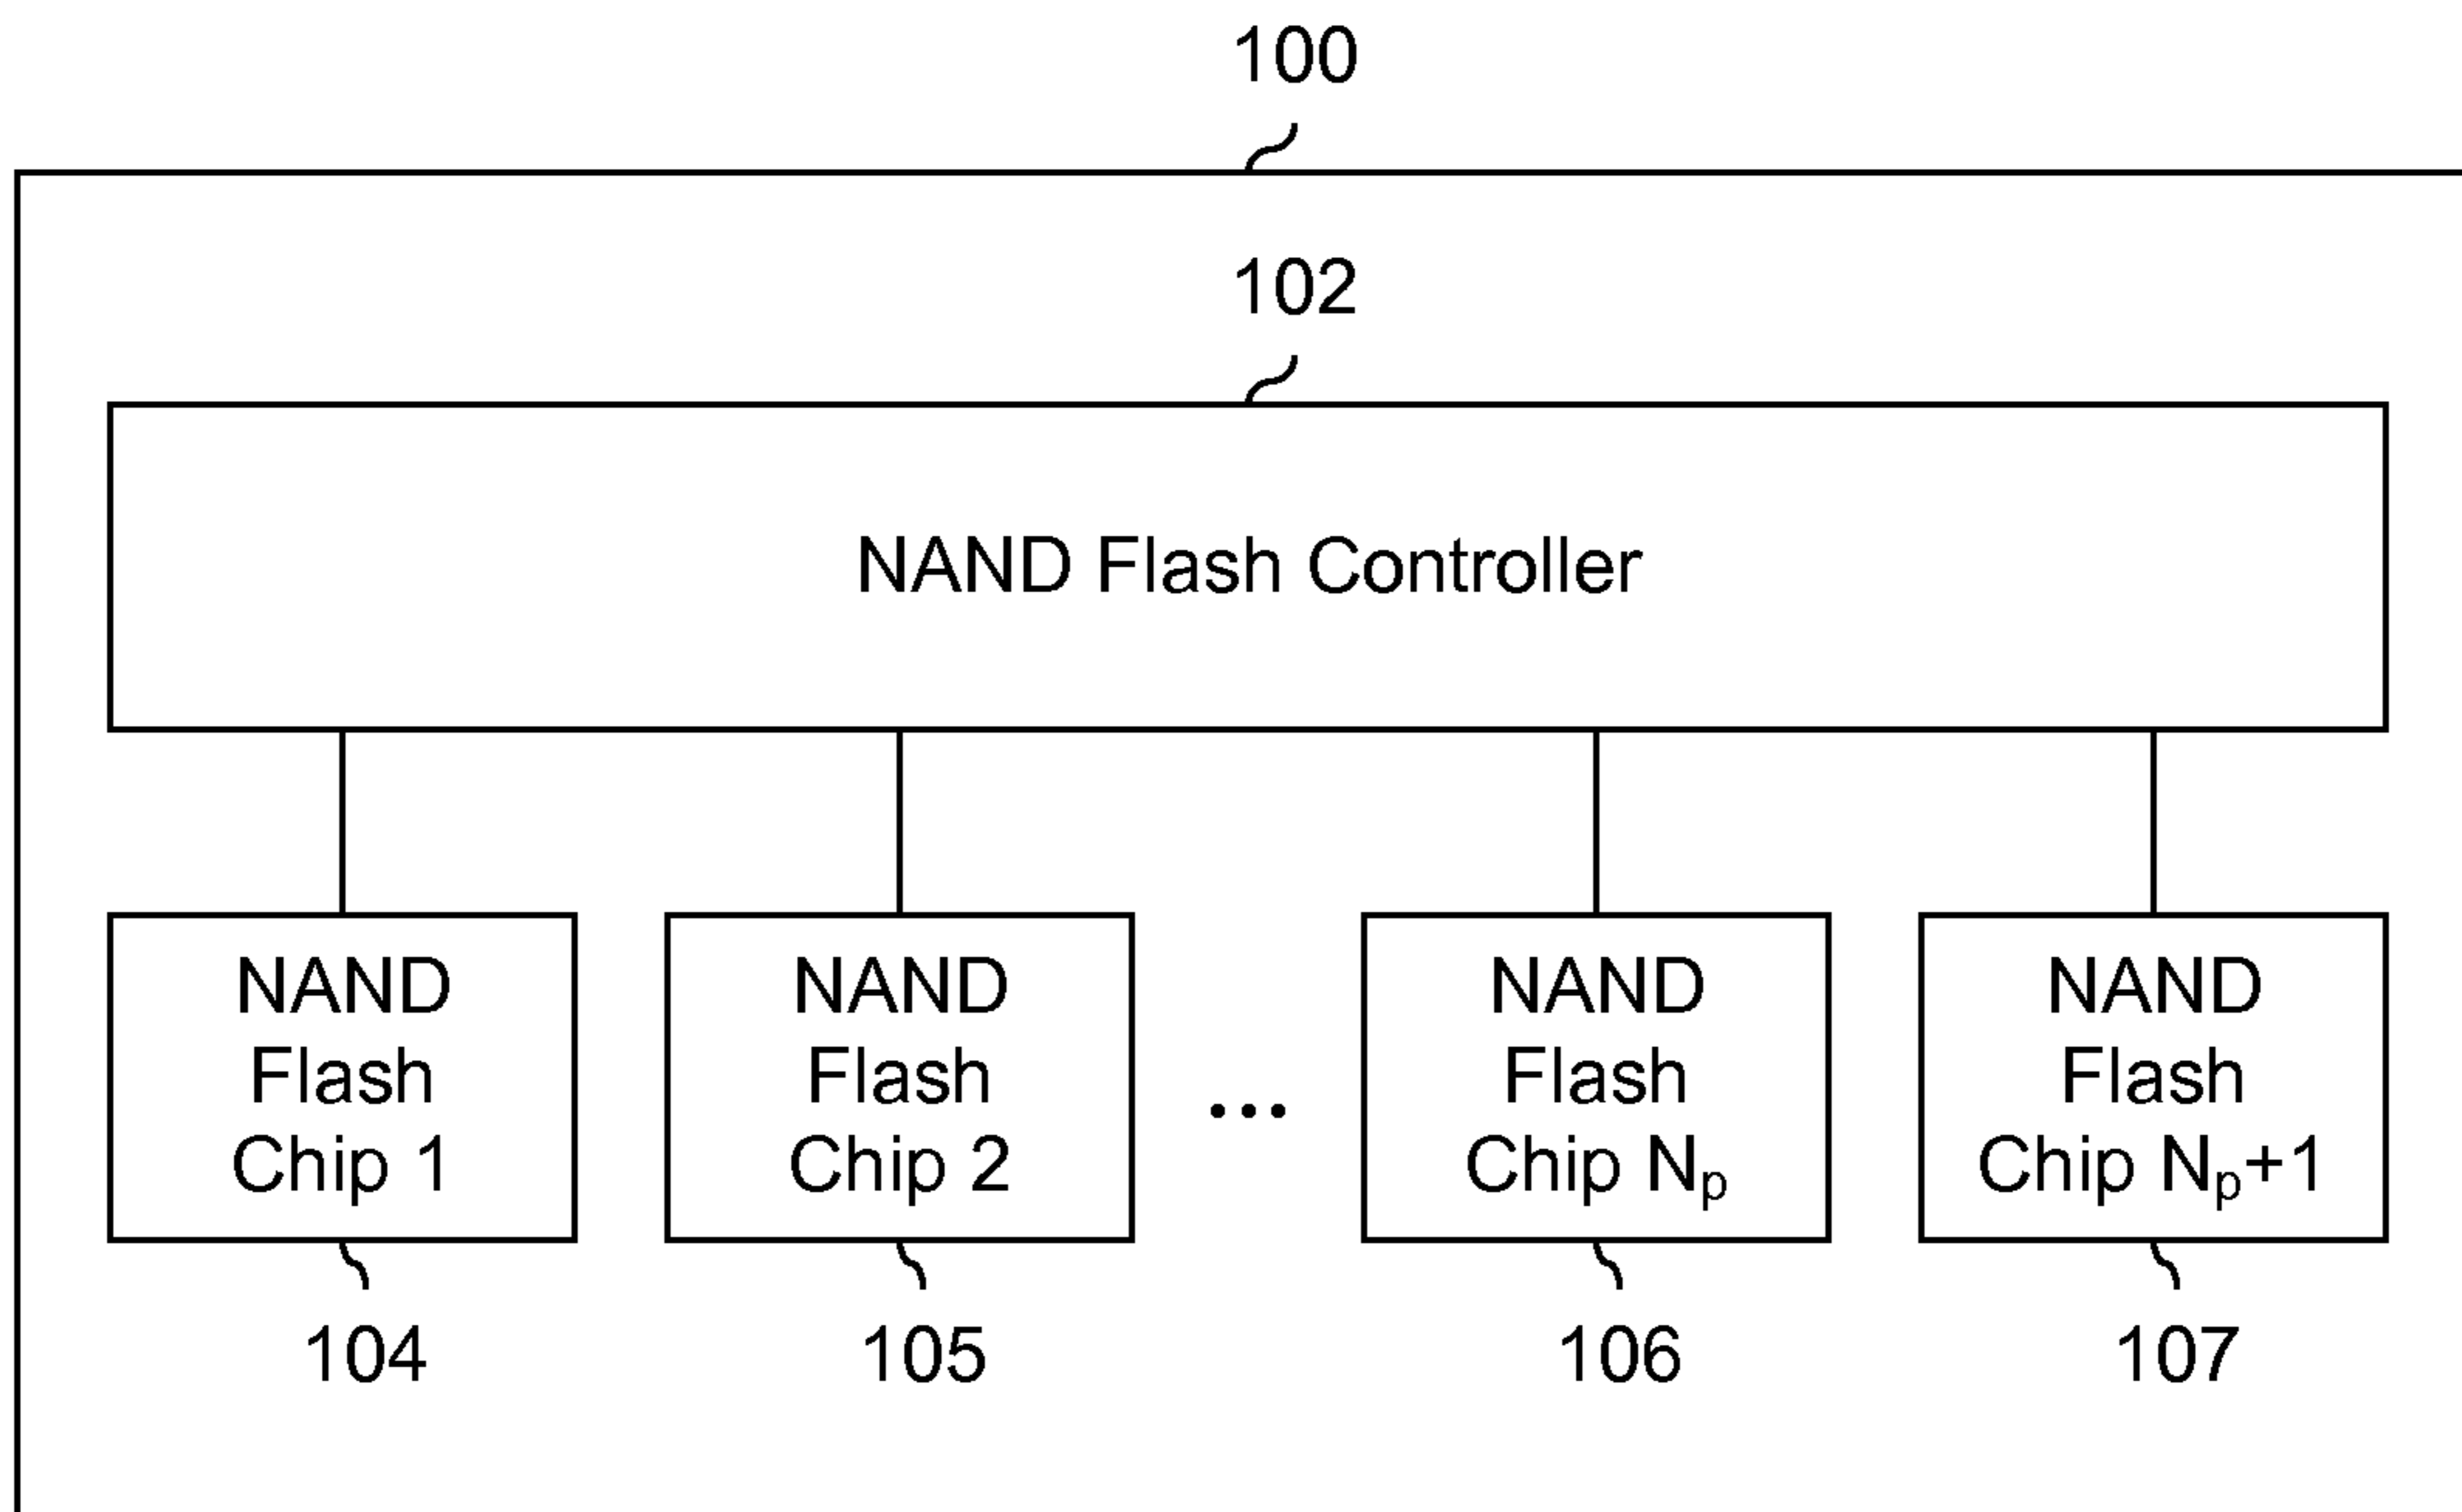 100
102
NAND Flash Controller
NAND
Flash
Chip 1
NAND
Flash
Chip 2
...
NAND
Flash
Chip Np
NAND
Flash
Chip Np+1
104
105
106
107